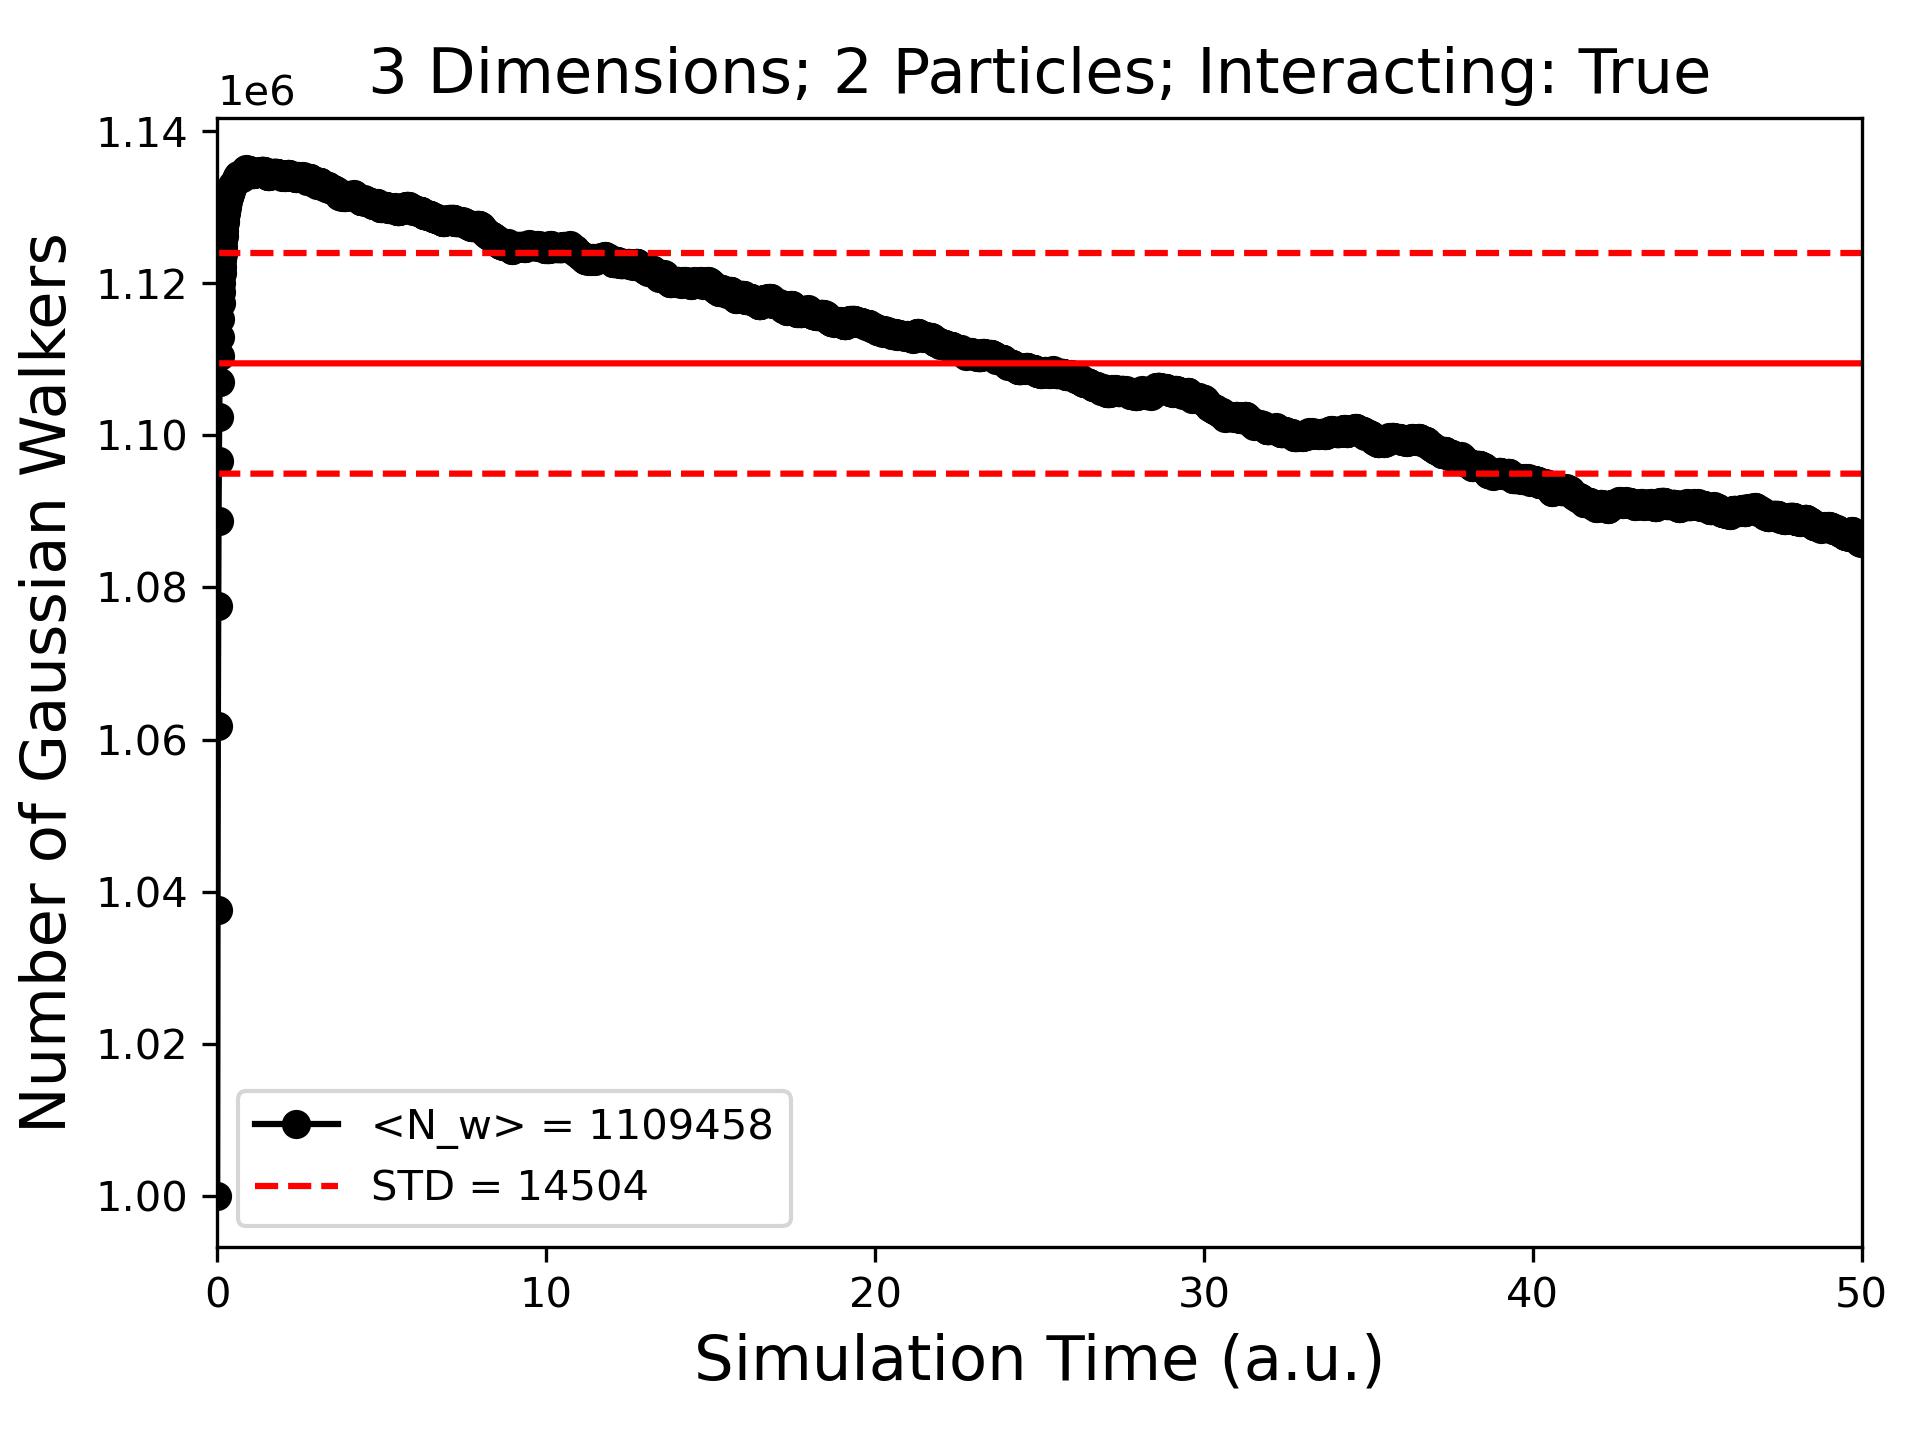 3 Dimensions; 2 Particles; Interacting: True
1e6
1.14
1.12
1.10
1.08
1.06
1.04
1.02
1.00
Number of Gaussian Walkers
<N_w> = 1109458
STD = 14504
0 10 20 30 40 50
Simulation Time (a.u.)